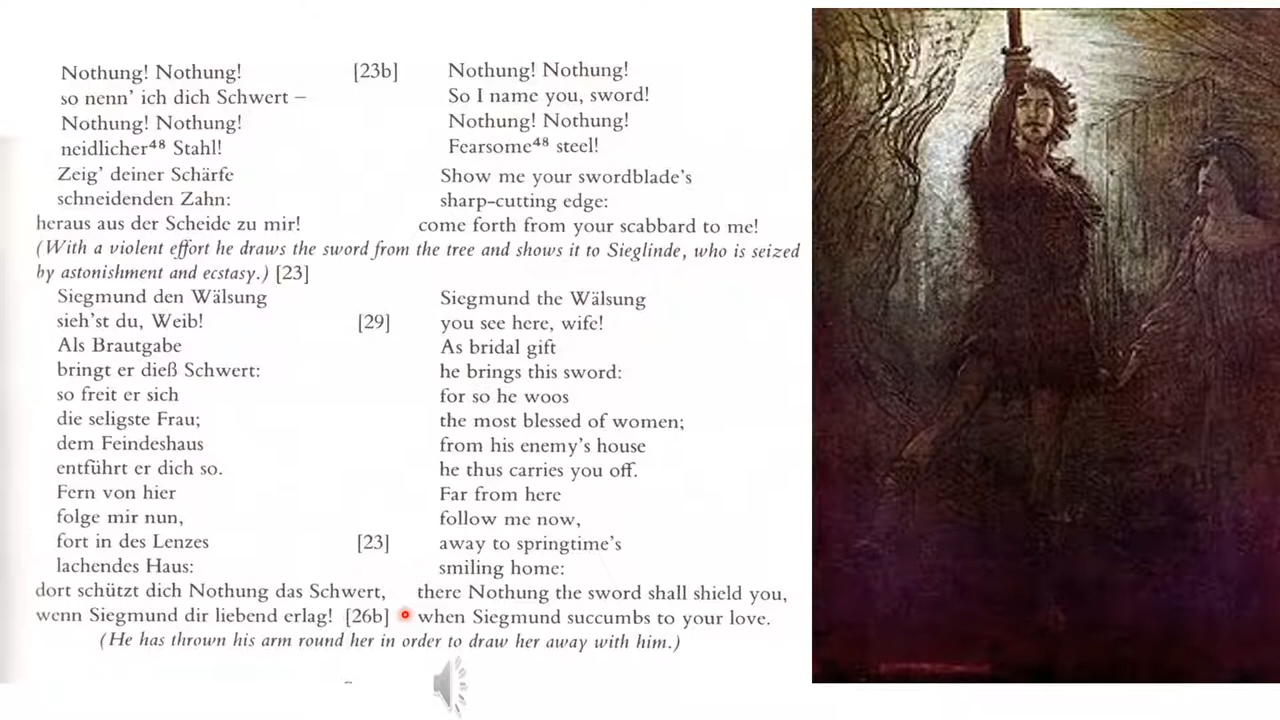 Nothung! Nothung! [23b] Nothung! Nothung!
so nenn' ich dich Schwert – So I name you, sword!
Nothung! Nothung! Nothung! Nothung!
neidlicher⁴⁸ Stahl! Fearsome⁴⁸ steel!
Zeig' deiner Schärfe Show me your swordblade's
schneidenden Zahn: sharp-cutting edge:
heraus aus der Scheide zu mir! come forth from your scabbard to me!
(With a violent effort he draws the sword from the tree and shows it to Sieglinde, who is seized
by astonishment and ecstasy.) [23]
Siegmund den Wälsung Siegmund the Wälsung
sieh'st du, Weib! [29] you see here, wife!
Als Brautgabe As bridal gift
bringt er dieß Schwert: he brings this sword:
so freit er sich for so he woos
die seligste Frau; the most blessed of women;
dem Feindeshaus from his enemy's house
entführt er dich so. he thus carries you off.
Fern von hier Far from here
folge mir nun, follow me now,
fort in des Lenzes [23] away to springtime's
lachendes Haus: smiling home:
dort schützt dich Nothung das Schwert, there Nothung the sword shall shield you,
wenn Siegmund dir liebend erlag! [26b] when Siegmund succumbs to your love.
(He has thrown his arm round her in order to draw her away with him.)